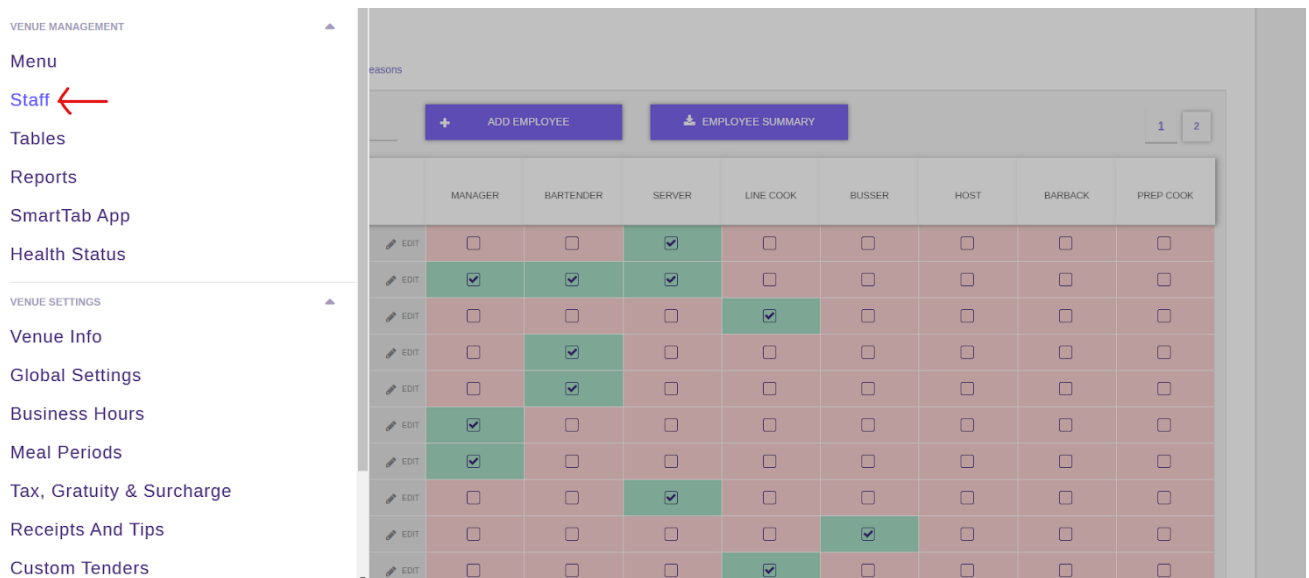 VENUE MANAGEMENT
Menu
Staff
Tables
Reports
SmartTab App
Health Status
VENUE SETTINGS
Venue Info
Global Settings
Business Hours
Meal Periods
Tax, Gratuity & Surcharge
Receipts And Tips
Custom Tenders
easons
ADD EMPLOYEE EMPLOYEE SUMMARY 1 2
MANAGER BARTENDER SERVER LINE COOK BUSSER HOST BARBACK PREP COOK
EDIT
EDIT
EDIT
EDIT
EDIT
EDIT
EDIT
EDIT
EDIT
EDIT